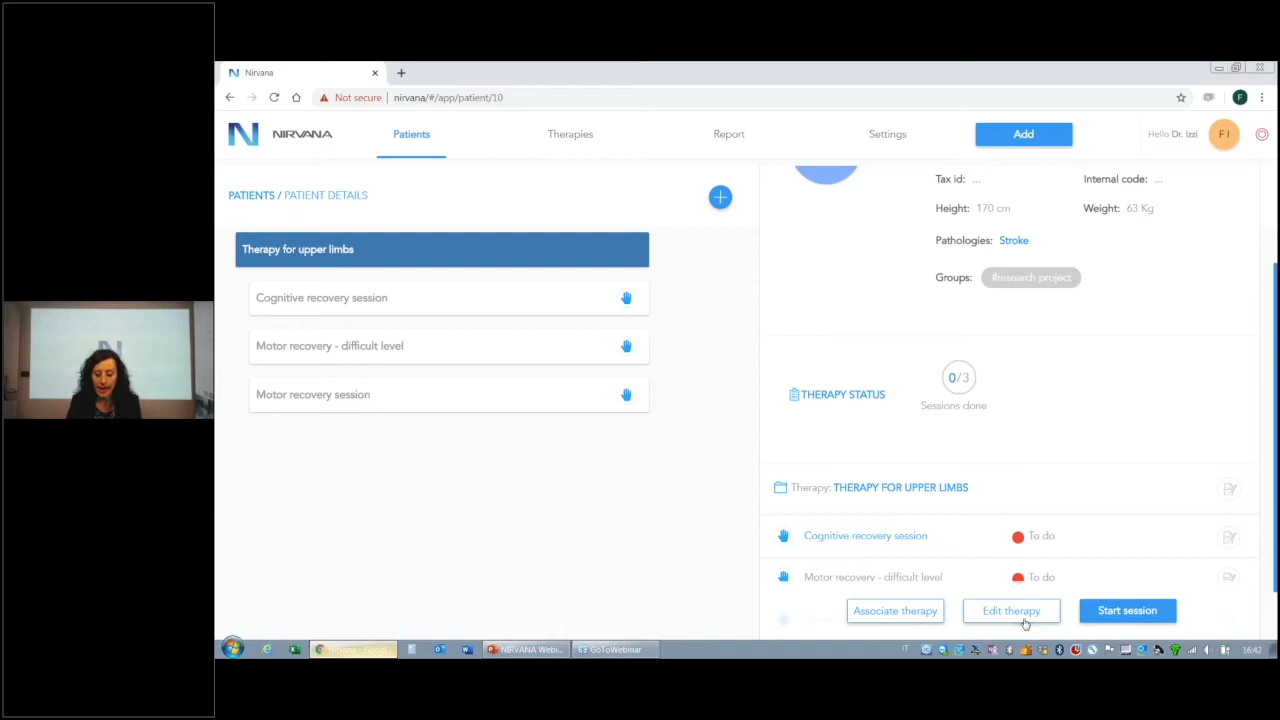 Nirvana
Not secure | nirvana/#/app/patient/10
F
N NIRVANA
Patients
Therapies
Report
Settings
Add
Hello Dr. Izzi
F I
PATIENTS / PATIENT DETAILS
Therapy for upper limbs
Cognitive recovery session
Motor recovery - difficult level
Motor recovery session
Tax id: ...
Internal code: ...
Height: 170 cm
Weight: 63 Kg
Pathologies: Stroke
Groups: #research project
THERAPY STATUS
0/3
Sessions done
Therapy: THERAPY FOR UPPER LIMBS
Cognitive recovery session
To do
Motor recovery - difficult level
To do
Associate therapy
Edit therapy
Start session
Nirvana - Googl...
NIRVANA Webi...
GoToWebinar
IT
16:42